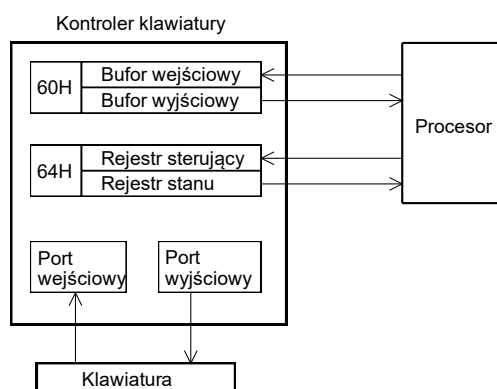 Kontroler klawiatury
60H
Bufor wejściowy
Bufor wyjściowy
Procesor
64H
Rejestr sterujący
Rejestr stanu
Port
wejściowy
Port
wyjściowy
Klawiatura